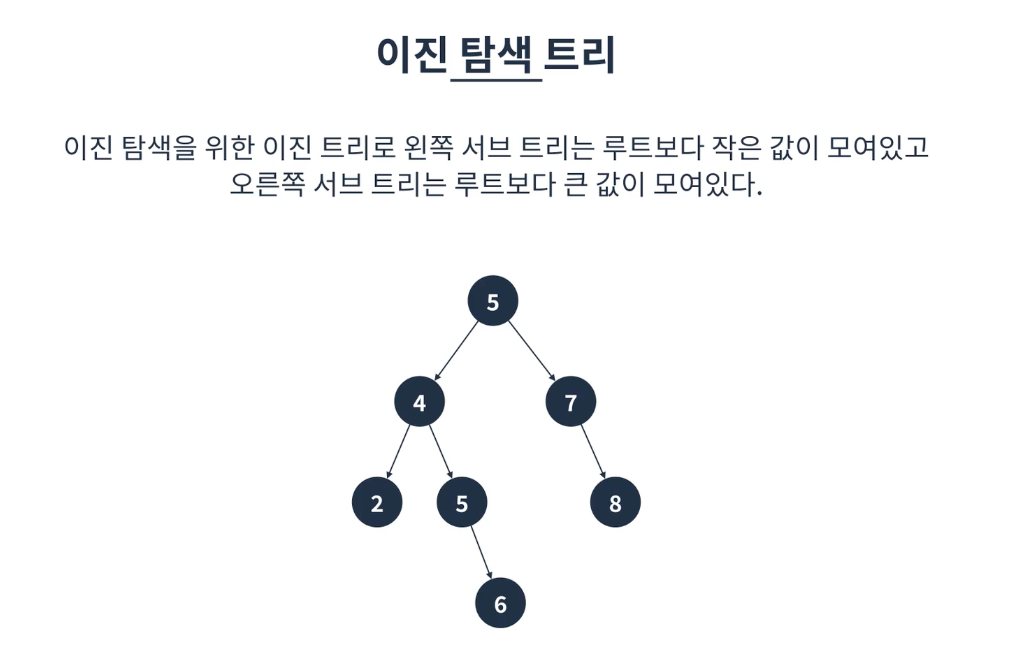 이진 탐색 트리
이진 탐색을 위한 이진 트리로 왼쪽 서브 트리는 루트보다 작은 값이 모여있고
오른쪽 서브 트리는 루트보다 큰 값이 모여있다.
5
4 7
2 5 8
6